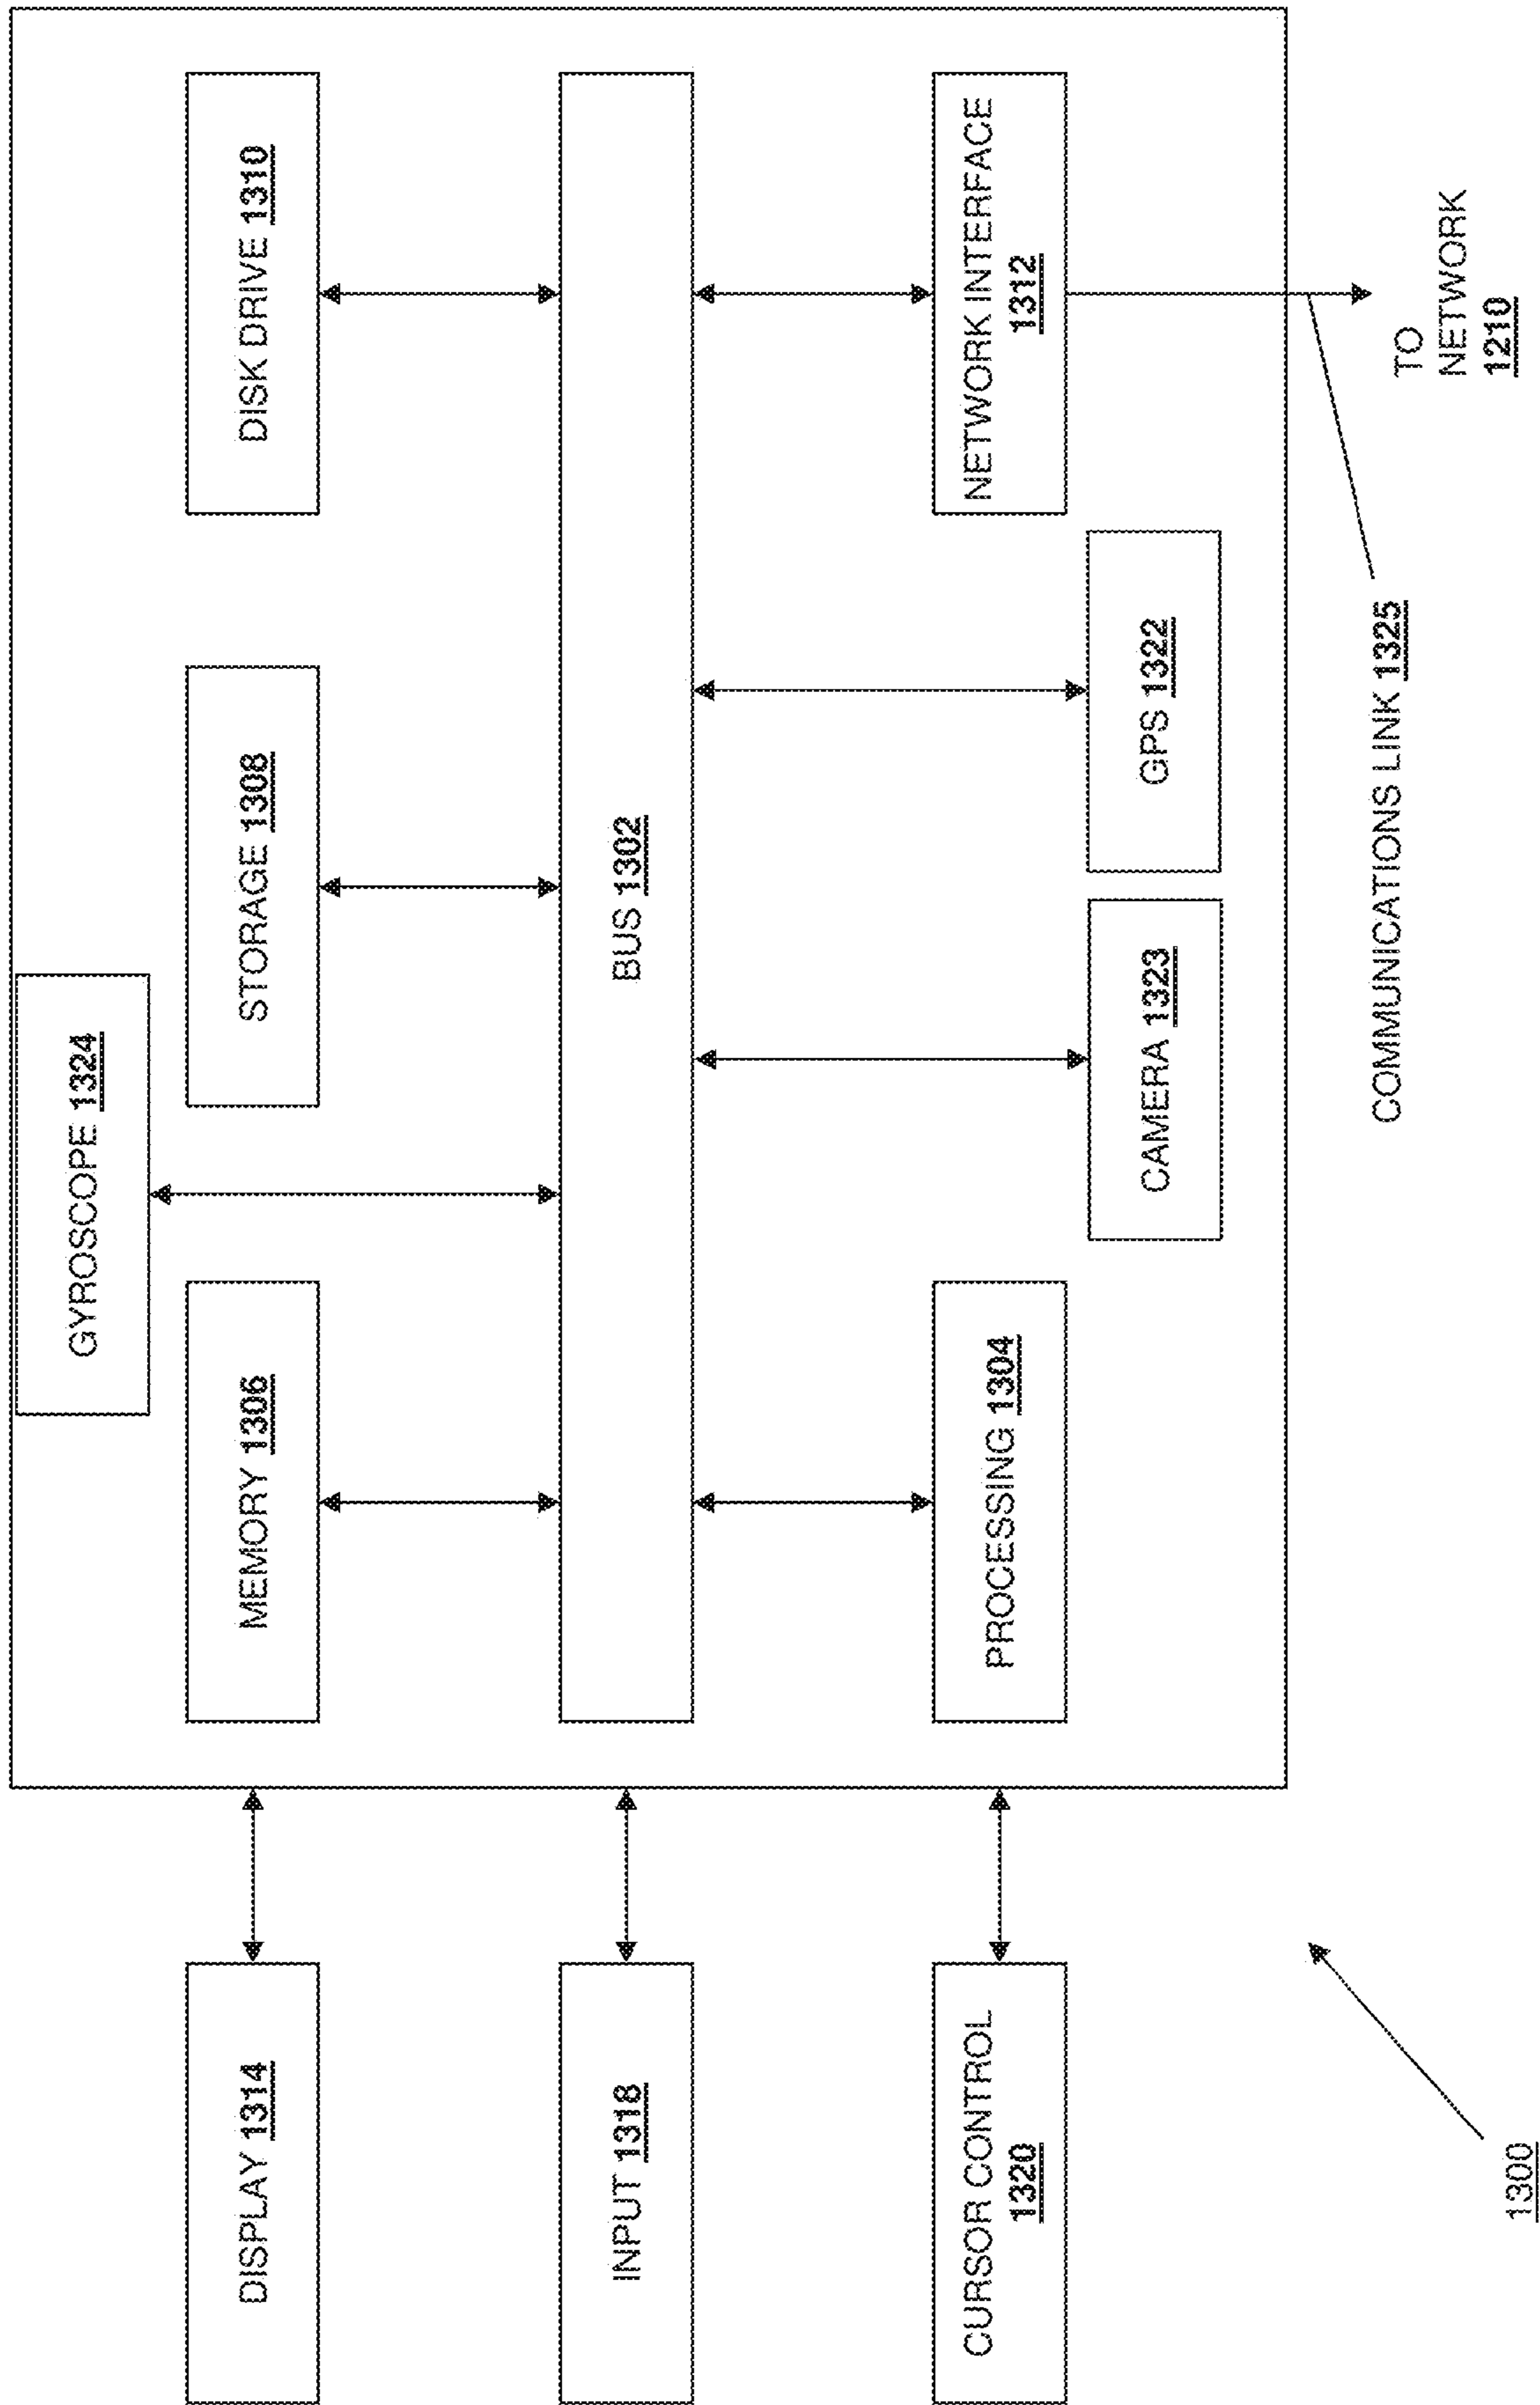 GYROSCOPE 1324
DISPLAY 1314
MEMORY 1306
STORAGE 1308
DISK DRIVE 1310
INPUT 1318
BUS 1302
CURSOR CONTROL
1320
PROCESSING 1304
CAMERA 1323
GPS 1322
NETWORK INTERFACE
1312
COMMUNICATIONS LINK 1325
TO
NETWORK
1210
1300